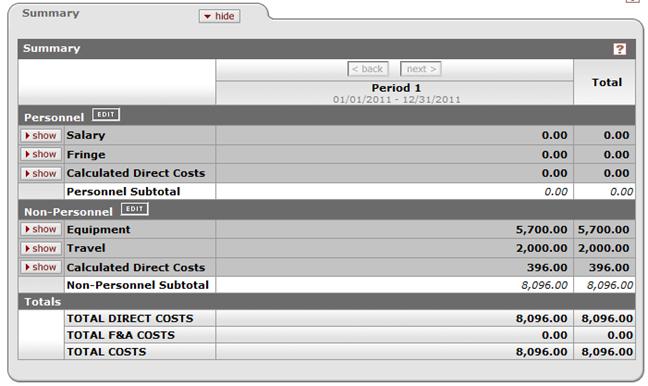 Summary
hide
Summary ?
< back next >
Period 1 Total
01/01/2011 - 12/31/2011
Personnel EDIT
show Salary 0.00 0.00
show Fringe 0.00 0.00
show Calculated Direct Costs 0.00 0.00
Personnel Subtotal 0.00 0.00
Non-Personnel EDIT
show Equipment 5,700.00 5,700.00
show Travel 2,000.00 2,000.00
show Calculated Direct Costs 396.00 396.00
Non-Personnel Subtotal 8,096.00 8,096.00
Totals
TOTAL DIRECT COSTS 8,096.00 8,096.00
TOTAL F&A COSTS 0.00 0.00
TOTAL COSTS 8,096.00 8,096.00